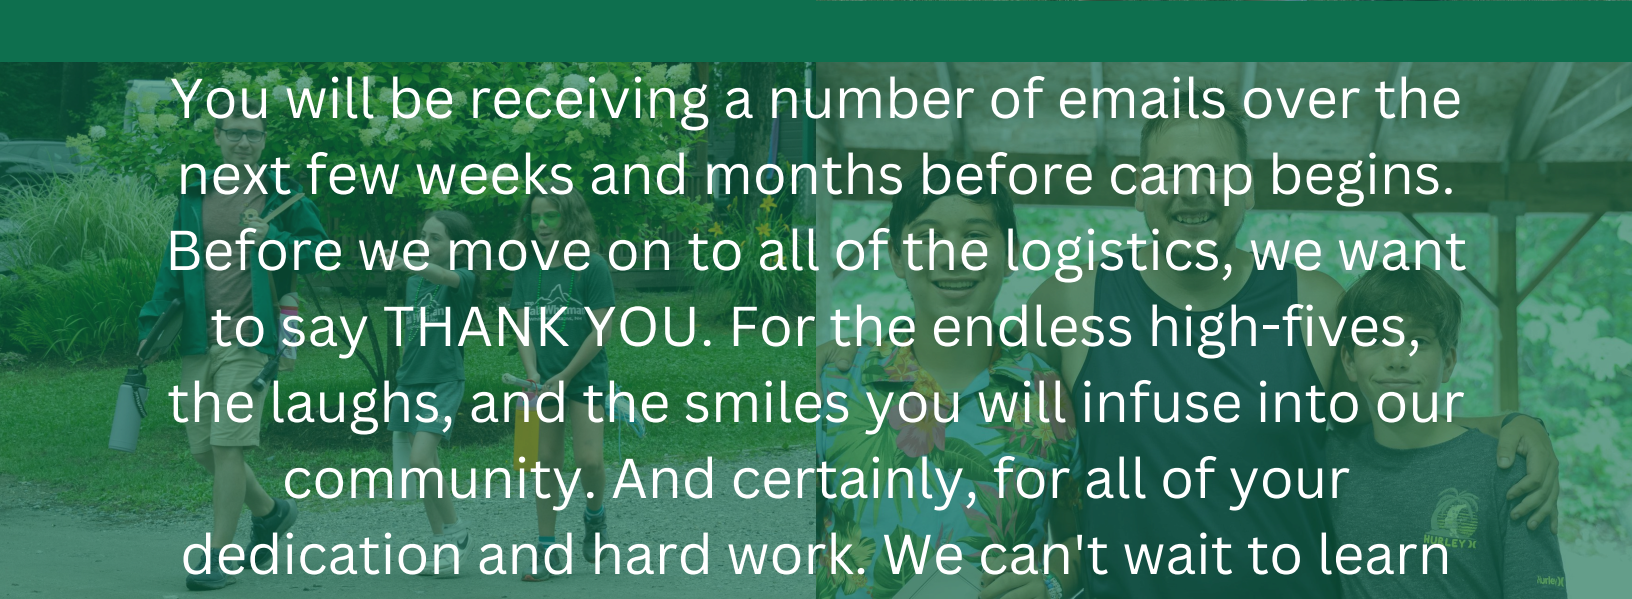 You will be receiving a number of emails over the
next few weeks and months before camp begins.
Before we move on to all of the logistics, we want
to say THANK YOU. For the endless high-fives,
the laughs, and the smiles you will infuse into our
community. And certainly, for all of your
dedication and hard work. We can't wait to learn
HURLEY
Hurley